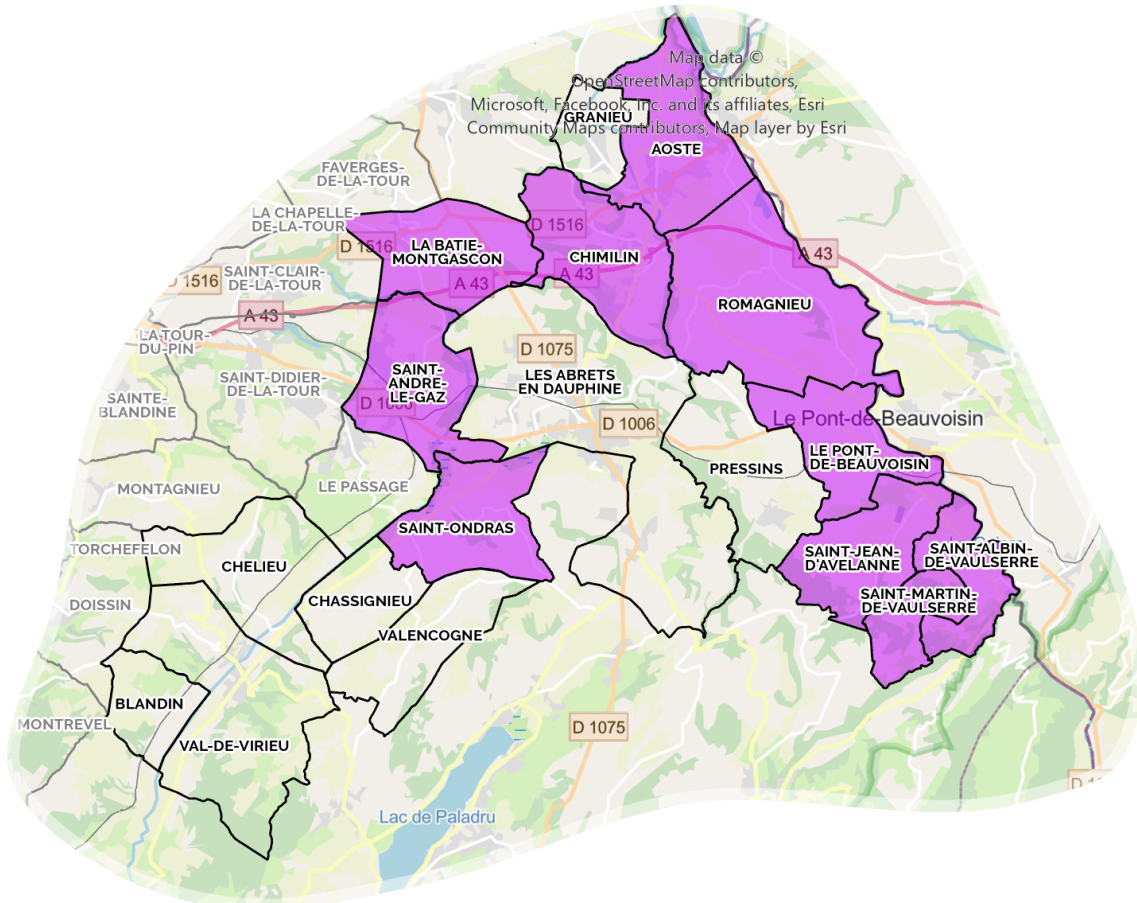 Map data ©
OpenStreetMap contributors,
Microsoft, Facebook, Inc. and its affiliates, Esri
Community Maps contributors, Map layer by Esri
GRANIEU
AOSTE
FAVERGES-
DE-LA-TOUR
LA CHAPELLE-
DE-LA-TOUR
D 1516
D 1516
LA BATIE-
MONTGASCON
CHIMILIN
A 43
SAINT-CLAIR-
DE-LA-TOUR
1516
A 43
A 43
ROMAGNIEU
A 43
LA TOUR-
DU-PIN
D 1075
SAINT-DIDIER-
DE-LA-TOUR
SAINT-
ANDRE-
LE-GAZ
LES ABRETS
EN DAUPHINE
SAINTE-
BLANDINE
D 1006
D 1006
Le Pont-de-Beauvoisin
LE PONT-
DE-BEAUVOISIN
PRESSINS
MONTAGNIEU
LE PASSAGE
SAINT-ONDRAS
TORCHEFELON
CHELIEU
SAINT-JEAN-
D'AVELANNE
SAINT-ALBIN-
DE-VAULSERRE
DOISSIN
CHASSIGNIEU
SAINT-MARTIN-
DE-VAULSERRE
VALENCOGNE
BLANDIN
MONTREVEL
VAL-DE-VIRIEU
D 1075
Lac de Paladru